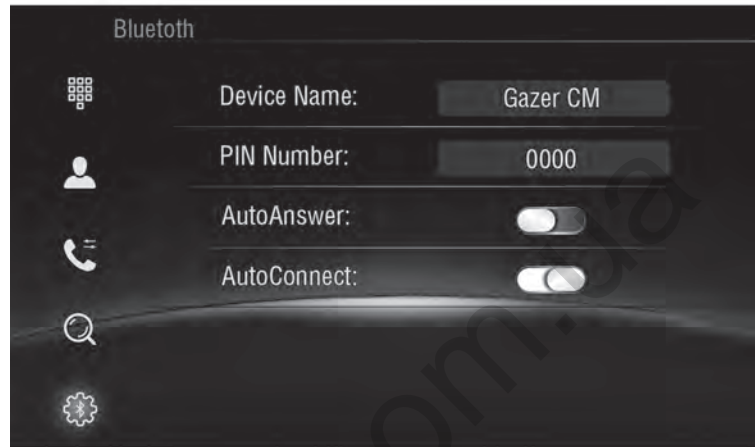 Bluetoth
Device Name: Gazer CM
PIN Number: 0000
AutoAnswer:
AutoConnect: